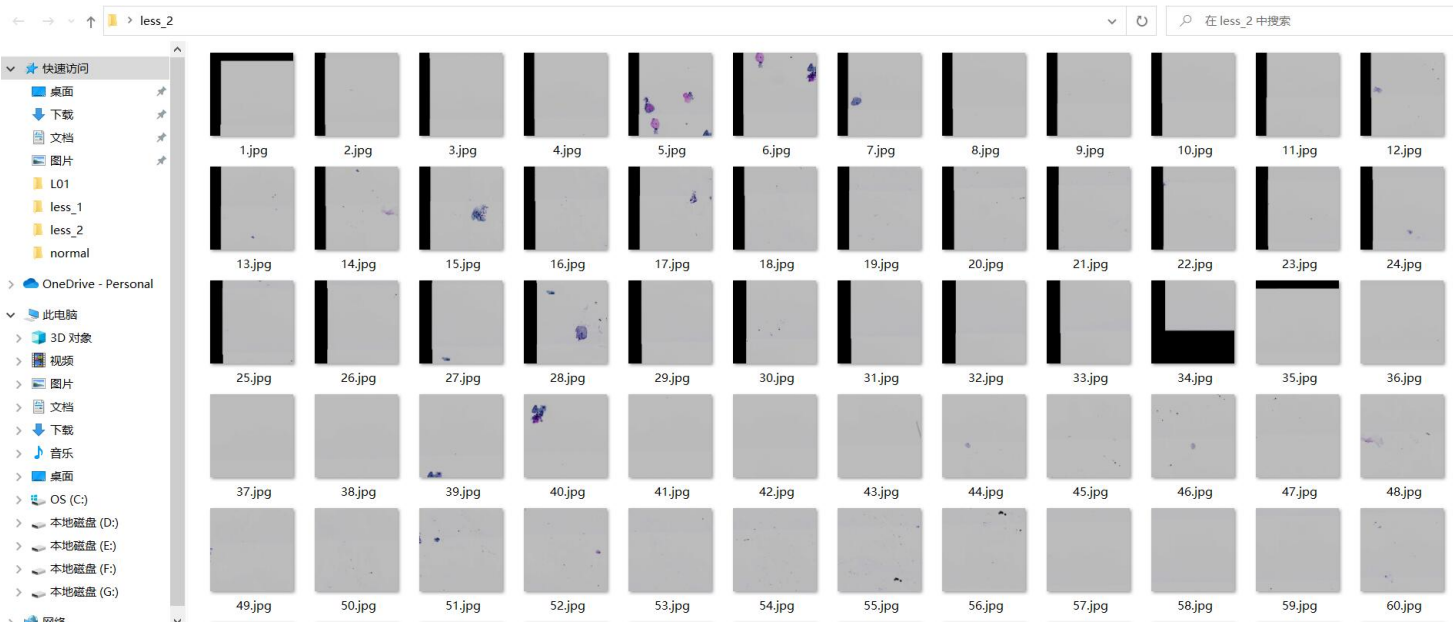 less_2
在 less_2 中搜索
快速访问
桌面
下载
文档
图片
L01
less_1
less_2
normal
OneDrive - Personal
此电脑
3D 对象
视频
图片
文档
下载
音乐
桌面
OS (C:)
本地磁盘 (D:)
本地磁盘 (E:)
本地磁盘 (F:)
本地磁盘 (G:)
网络
1.jpg 2.jpg 3.jpg 4.jpg 5.jpg 6.jpg 7.jpg 8.jpg 9.jpg 10.jpg 11.jpg 12.jpg
13.jpg 14.jpg 15.jpg 16.jpg 17.jpg 18.jpg 19.jpg 20.jpg 21.jpg 22.jpg 23.jpg 24.jpg
25.jpg 26.jpg 27.jpg 28.jpg 29.jpg 30.jpg 31.jpg 32.jpg 33.jpg 34.jpg 35.jpg 36.jpg
37.jpg 38.jpg 39.jpg 40.jpg 41.jpg 42.jpg 43.jpg 44.jpg 45.jpg 46.jpg 47.jpg 48.jpg
49.jpg 50.jpg 51.jpg 52.jpg 53.jpg 54.jpg 55.jpg 56.jpg 57.jpg 58.jpg 59.jpg 60.jpg